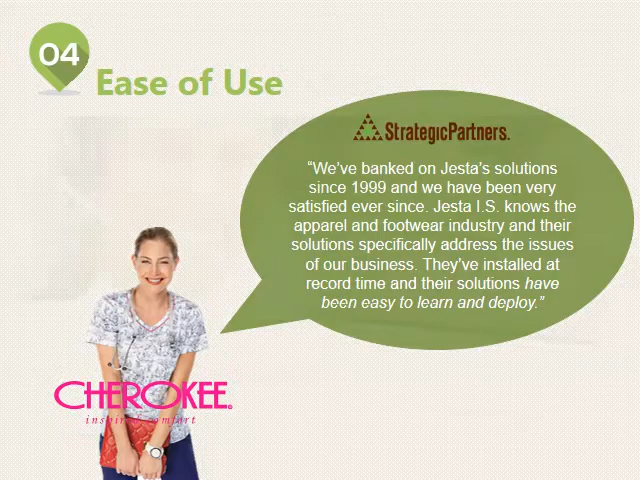 04
Ease of Use
StrategicPartners.
“We’ve banked on Jesta’s solutions
since 1999 and we have been very
satisfied ever since. Jesta I.S. knows the
apparel and footwear industry and their
solutions specifically address the issues
of our business. They’ve installed at
record time and their solutions have
been easy to learn and deploy.”
CHEROKEE®
inspired comfort